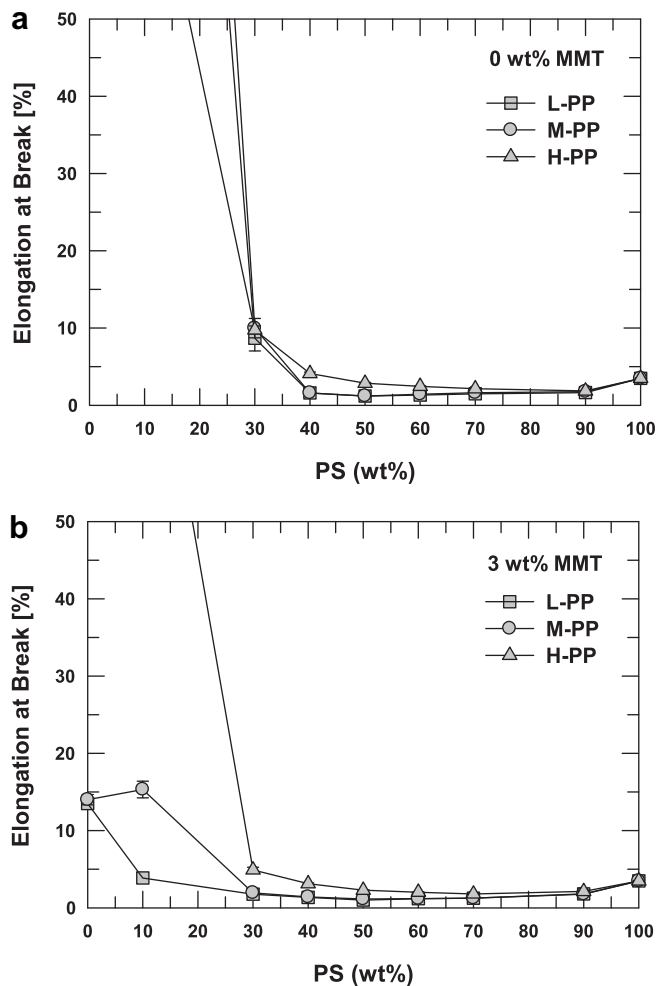 a
50
40
30
20
10
0
Elongation at Break [%]
0 wt% MMT
L-PP
M-PP
H-PP
0 10 20 30 40 50 60 70 80 90 100
PS (wt%)
b
50
40
30
20
10
0
Elongation at Break [%]
3 wt% MMT
L-PP
M-PP
H-PP
0 10 20 30 40 50 60 70 80 90 100
PS (wt%)